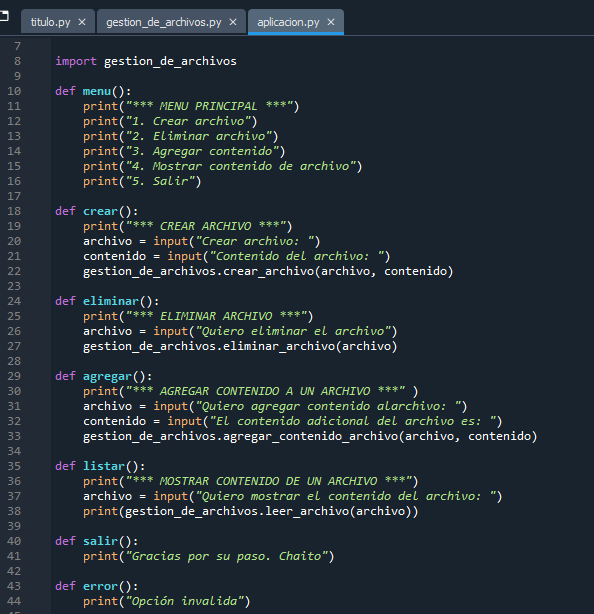 titulo.py × gestion_de_archivos.py × aplicacion.py ×
7
8 import gestion_de_archivos
9
10 def menu():
11 print("*** MENU PRINCIPAL ***")
12 print("1. Crear archivo")
13 print("2. Eliminar archivo")
14 print("3. Agregar contenido")
15 print("4. Mostrar contenido de archivo")
16 print("5. Salir")
17
18 def crear():
19 print("*** CREAR ARCHIVO ***")
20 archivo = input("Crear archivo: ")
21 contenido = input("Contenido del archivo: ")
22 gestion_de_archivos.crear_archivo(archivo, contenido)
23
24 def eliminar():
25 print("*** ELIMINAR ARCHIVO ***")
26 archivo = input("Quiero eliminar el archivo")
27 gestion_de_archivos.eliminar_archivo(archivo)
28
29 def agregar():
30 print("*** AGREGAR CONTENIDO A UN ARCHIVO ***" )
31 archivo = input("Quiero agregar contenido alarchivo: ")
32 contenido = input("El contenido adicional del archivo es: ")
33 gestion_de_archivos.agregar_contenido_archivo(archivo, contenido)
34
35 def listar():
36 print("*** MOSTRAR CONTENIDO DE UN ARCHIVO ***")
37 archivo = input("Quiero mostrar el contenido del archivo: ")
38 print(gestion_de_archivos.leer_archivo(archivo))
39
40 def salir():
41 print("Gracias por su paso. Chaito")
42
43 def error():
44 print("Opción invalida")